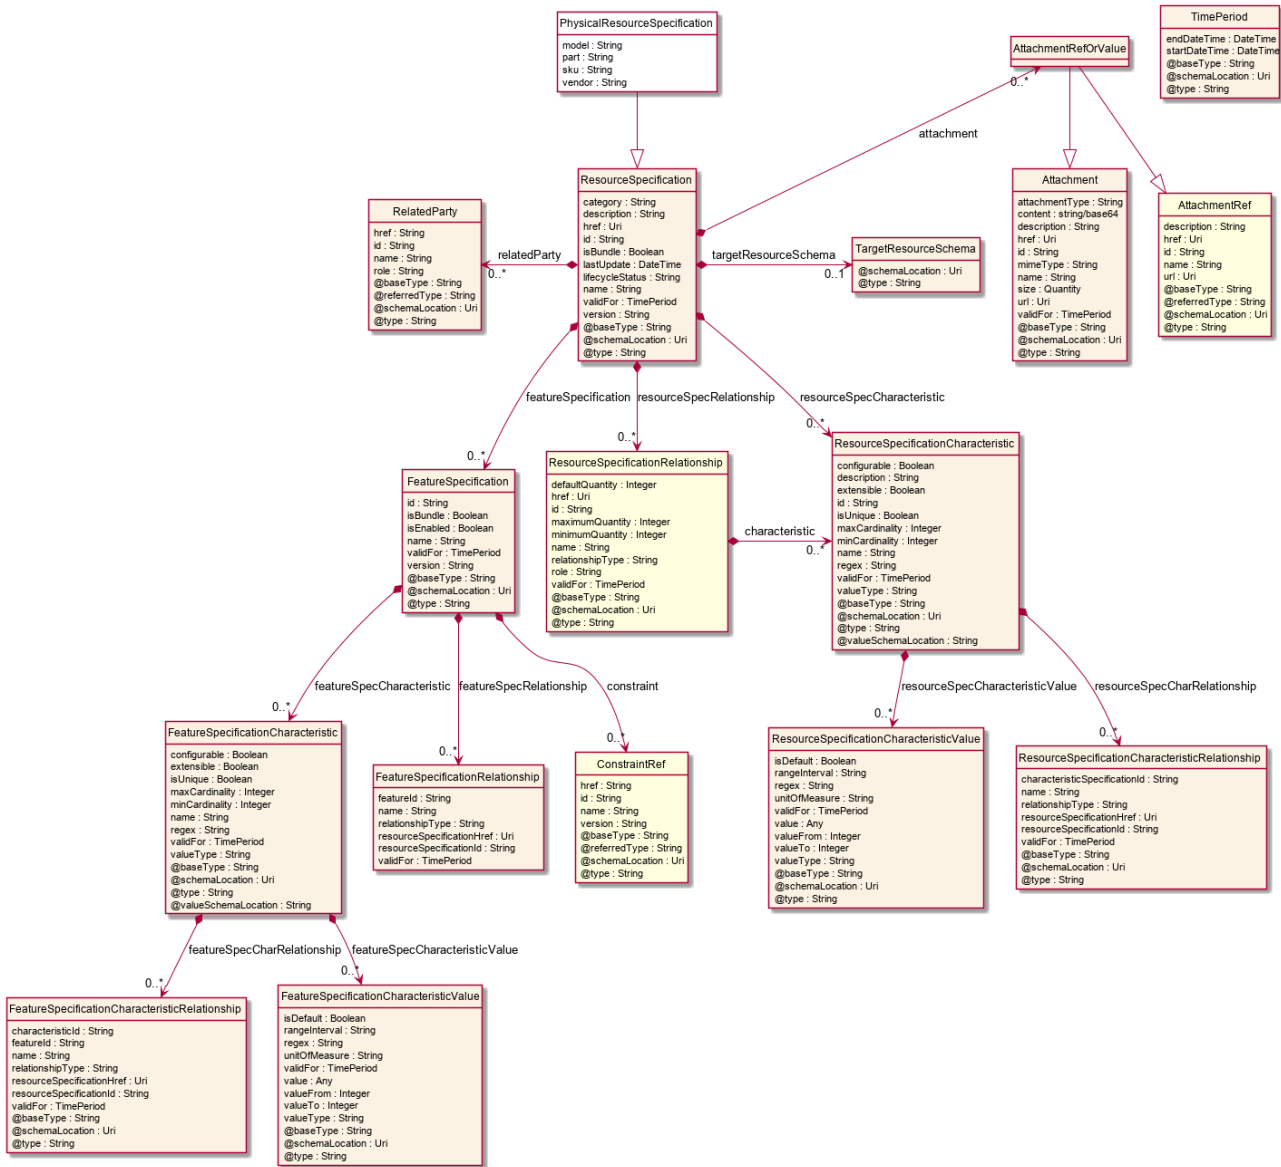 PhysicalResourceSpecification
model : String
part : String
sku : String
vendor : String
AttachmentRefOrValue
TimePeriod
endDateTime : DateTime
startDateTime : DateTime
@baseType : String
@schemaLocation : Uri
@type : String
0..*
attachment
ResourceSpecification
category : String
description : String
href : Uri
id : String
isBundle : Boolean
lastUpdate : DateTime
lifecycleStatus : String
name : String
validFor : TimePeriod
version : String
@baseType : String
@schemaLocation : Uri
@type : String
RelatedParty
href : String
id : String
name : String
role : String
@baseType : String
@referredType : String
@schemaLocation : Uri
@type : String
relatedParty
0..*
targetResourceSchema
0..1
TargetResourceSchema
@schemaLocation : Uri
@type : String
Attachment
attachmentType : String
content : string/base64
description : String
href : Uri
id : String
mimeType : String
name : String
size : Quantity
url : Uri
validFor : TimePeriod
@baseType : String
@schemaLocation : Uri
@type : String
AttachmentRef
description : String
href : Uri
id : String
name : String
url : Uri
@baseType : String
@referredType : String
@schemaLocation : Uri
@type : String
featureSpecification
0..*
resourceSpecRelationship
0..*
resourceSpecCharacteristic
0..*
FeatureSpecification
id : String
isBundle : Boolean
isEnabled : Boolean
name : String
validFor : TimePeriod
version : String
@baseType : String
@schemaLocation : Uri
@type : String
ResourceSpecificationRelationship
defaultQuantity : Integer
href : Uri
id : String
maximumQuantity : Integer
minimumQuantity : Integer
name : String
relationshipType : String
role : String
validFor : TimePeriod
@baseType : String
@schemaLocation : Uri
@type : String
characteristic
0..*
ResourceSpecificationCharacteristic
configurable : Boolean
description : String
extensible : Boolean
id : String
isUnique : Boolean
maxCardinality : Integer
minCardinality : Integer
name : String
regex : String
validFor : TimePeriod
valueType : String
@baseType : String
@schemaLocation : Uri
@type : String
@valueSchemaLocation : String
featureSpecCharacteristic
0..*
featureSpecRelationship
0..*
constraint
0..*
resourceSpecCharacteristicValue
0..*
resourceSpecCharRelationship
0..*
FeatureSpecificationCharacteristic
configurable : Boolean
extensible : Boolean
isUnique : Boolean
maxCardinality : Integer
minCardinality : Integer
name : String
regex : String
validFor : TimePeriod
valueType : String
@baseType : String
@schemaLocation : Uri
@type : String
@valueSchemaLocation : String
FeatureSpecificationRelationship
featureId : String
name : String
relationshipType : String
resourceSpecificationHref : Uri
resourceSpecificationId : String
validFor : TimePeriod
ConstraintRef
href : String
id : String
name : String
version : String
@baseType : String
@referredType : String
@schemaLocation : Uri
@type : String
ResourceSpecificationCharacteristicValue
isDefault : Boolean
rangeInterval : String
regex : String
unitOfMeasure : String
validFor : TimePeriod
value : Any
valueFrom : Integer
valueTo : Integer
valueType : String
@baseType : String
@schemaLocation : Uri
@type : String
ResourceSpecificationCharacteristicRelationship
characteristicSpecificationId : String
name : String
relationshipType : String
resourceSpecificationHref : Uri
resourceSpecificationId : String
validFor : TimePeriod
@baseType : String
@schemaLocation : Uri
@type : String
featureSpecCharRelationship
0..*
featureSpecCharacteristicValue
0..*
FeatureSpecificationCharacteristicRelationship
characteristicId : String
featureId : String
name : String
relationshipType : String
resourceSpecificationHref : Uri
resourceSpecificationId : String
validFor : TimePeriod
@baseType : String
@schemaLocation : Uri
@type : String
FeatureSpecificationCharacteristicValue
isDefault : Boolean
rangeInterval : String
regex : String
unitOfMeasure : String
validFor : TimePeriod
value : Any
valueFrom : Integer
valueTo : Integer
valueType : String
@baseType : String
@schemaLocation : Uri
@type : String